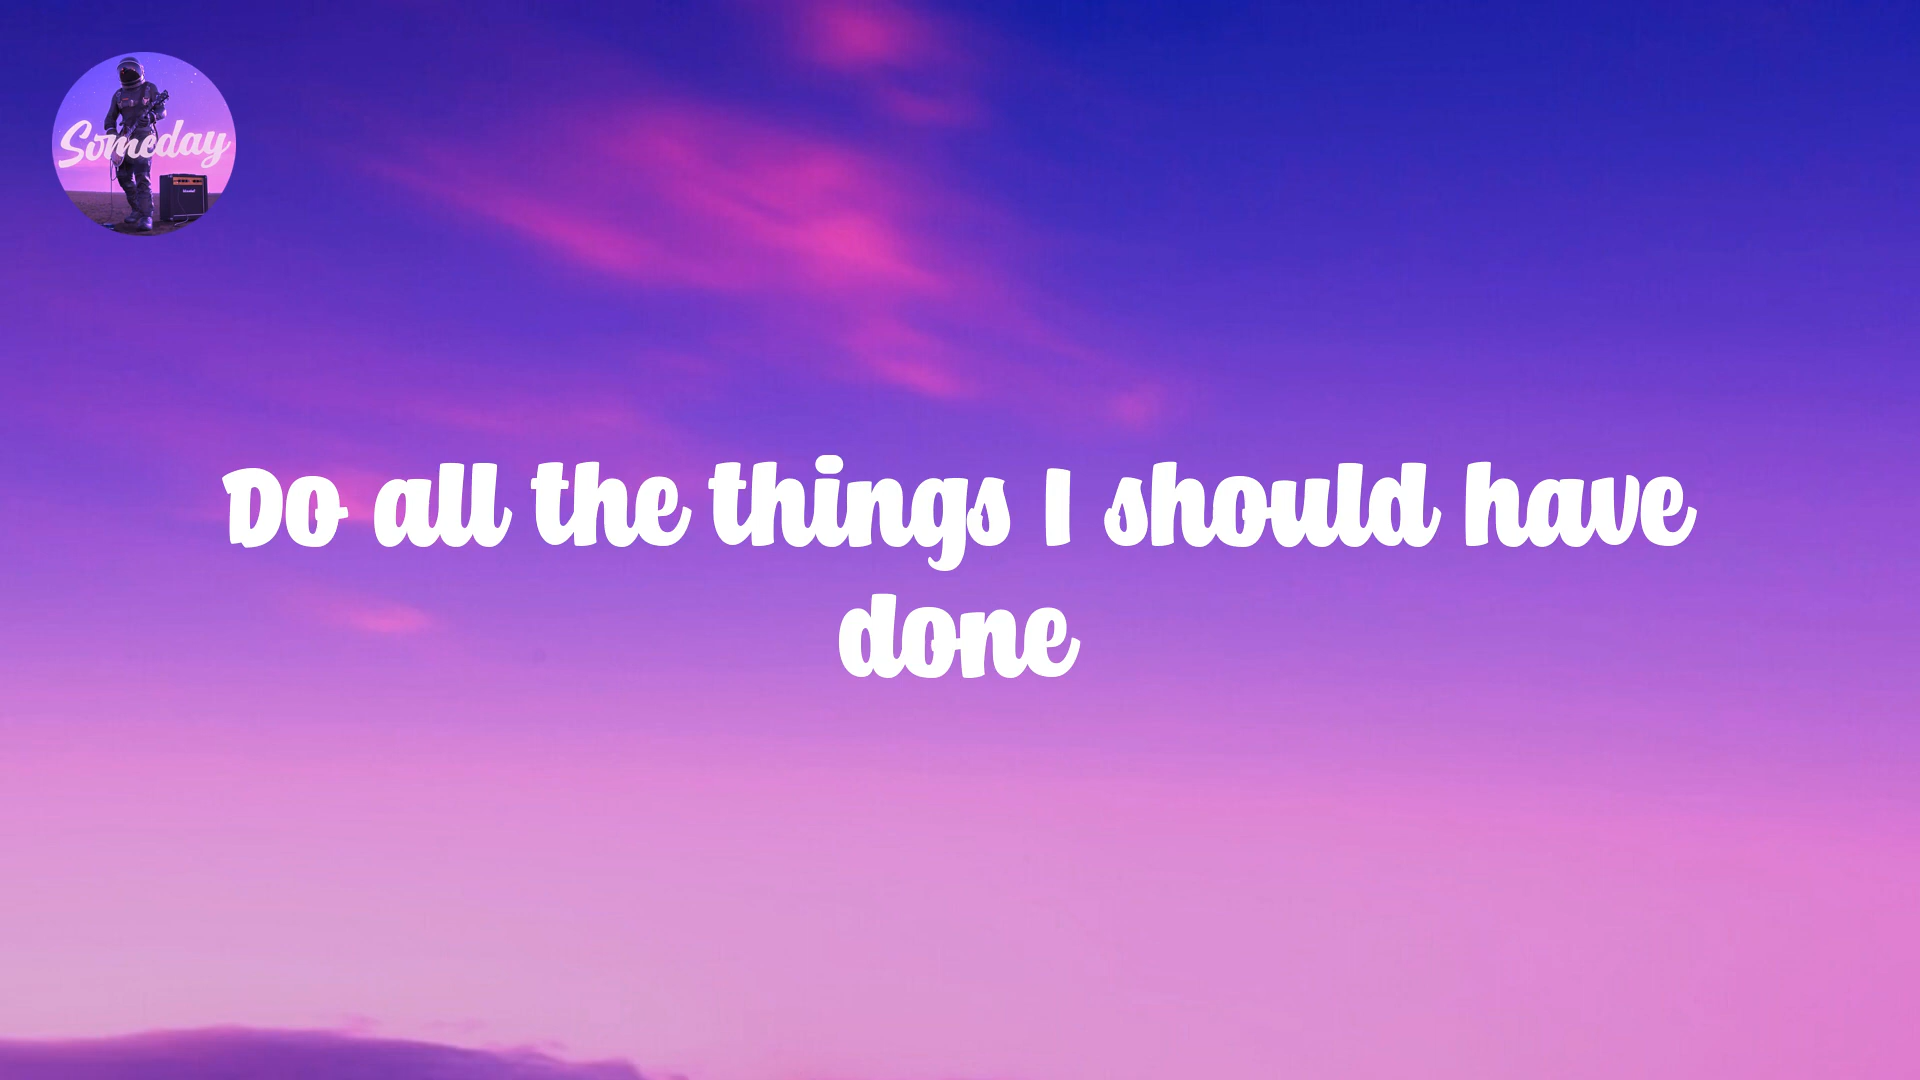 Someday
Do all the things I should have
done